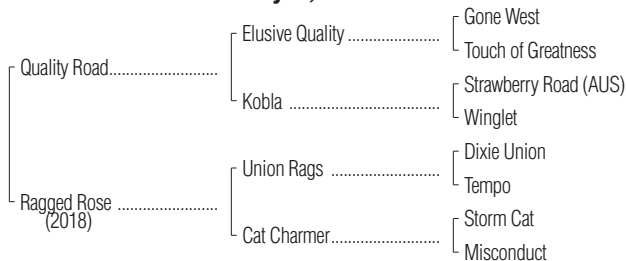 Gone West
Elusive Quality ....................
Touch of Greatness
Quality Road........................
Strawberry Road (AUS)
Kobla .................................
Winglet
Dixie Union
Union Rags ........................
Tempo
Ragged Rose ......................
(2018)
Storm Cat
Cat Charmer........................
Misconduct